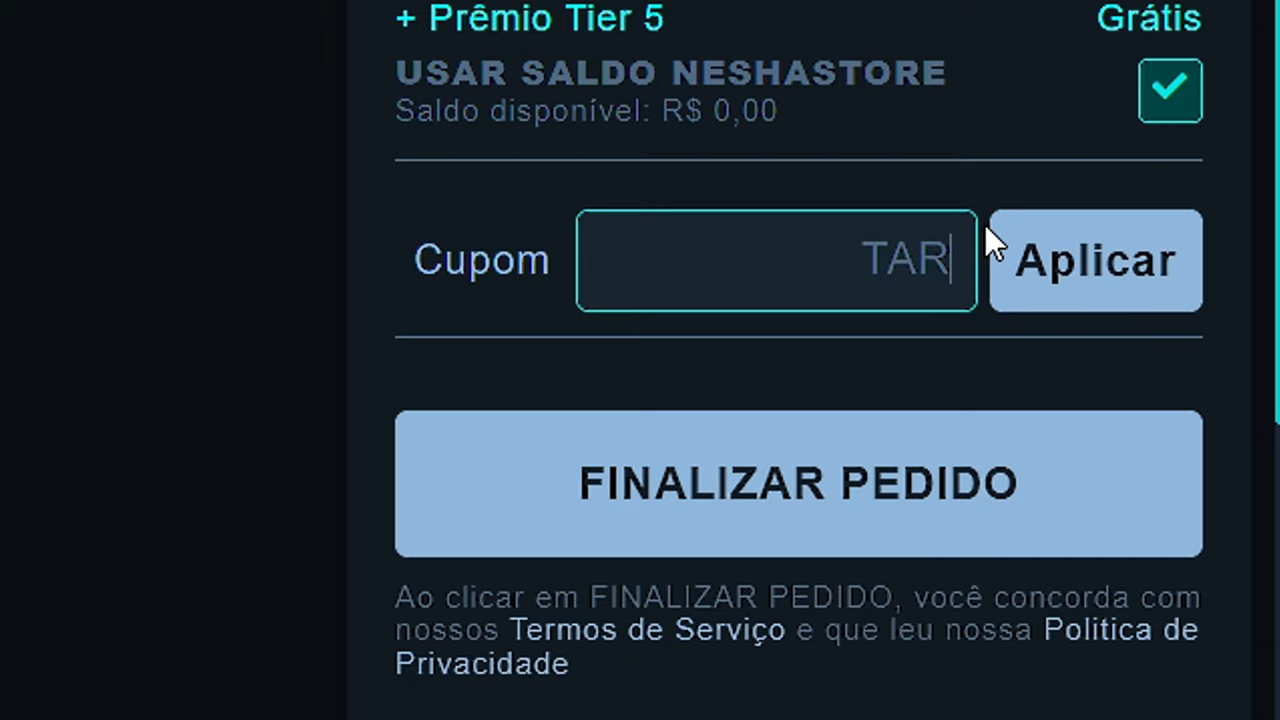 + Prêmio Tier 5 Grátis
USAR SALDO NESHASTORE
Saldo disponível: R$ 0,00
Cupom TAR Aplicar
FINALIZAR PEDIDO
Ao clicar em FINALIZAR PEDIDO, você concorda com
nossos Termos de Serviço e que leu nossa Politica de
Privacidade